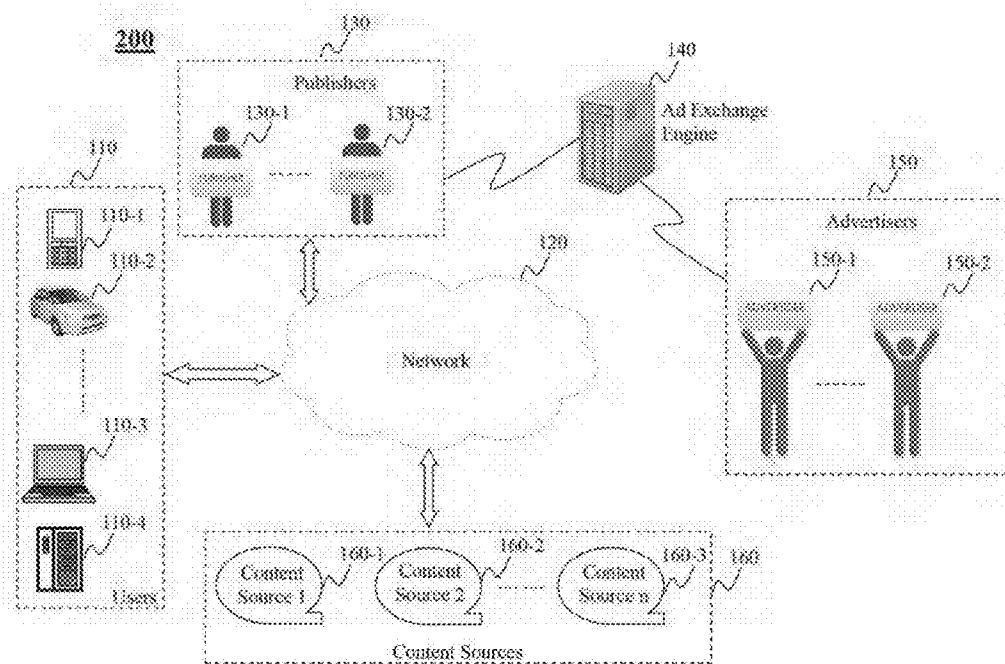 200
130
Publishers
130-1
130-2
140
Ad Exchange
Engine
110
110-1
110-2
110-3
110-4
Users
120
Network
150
Advertisers
150-1
150-2
160-1
Content
Source 1
160-2
Content
Source 2
160-3
Content
Source n
160
Content Sources